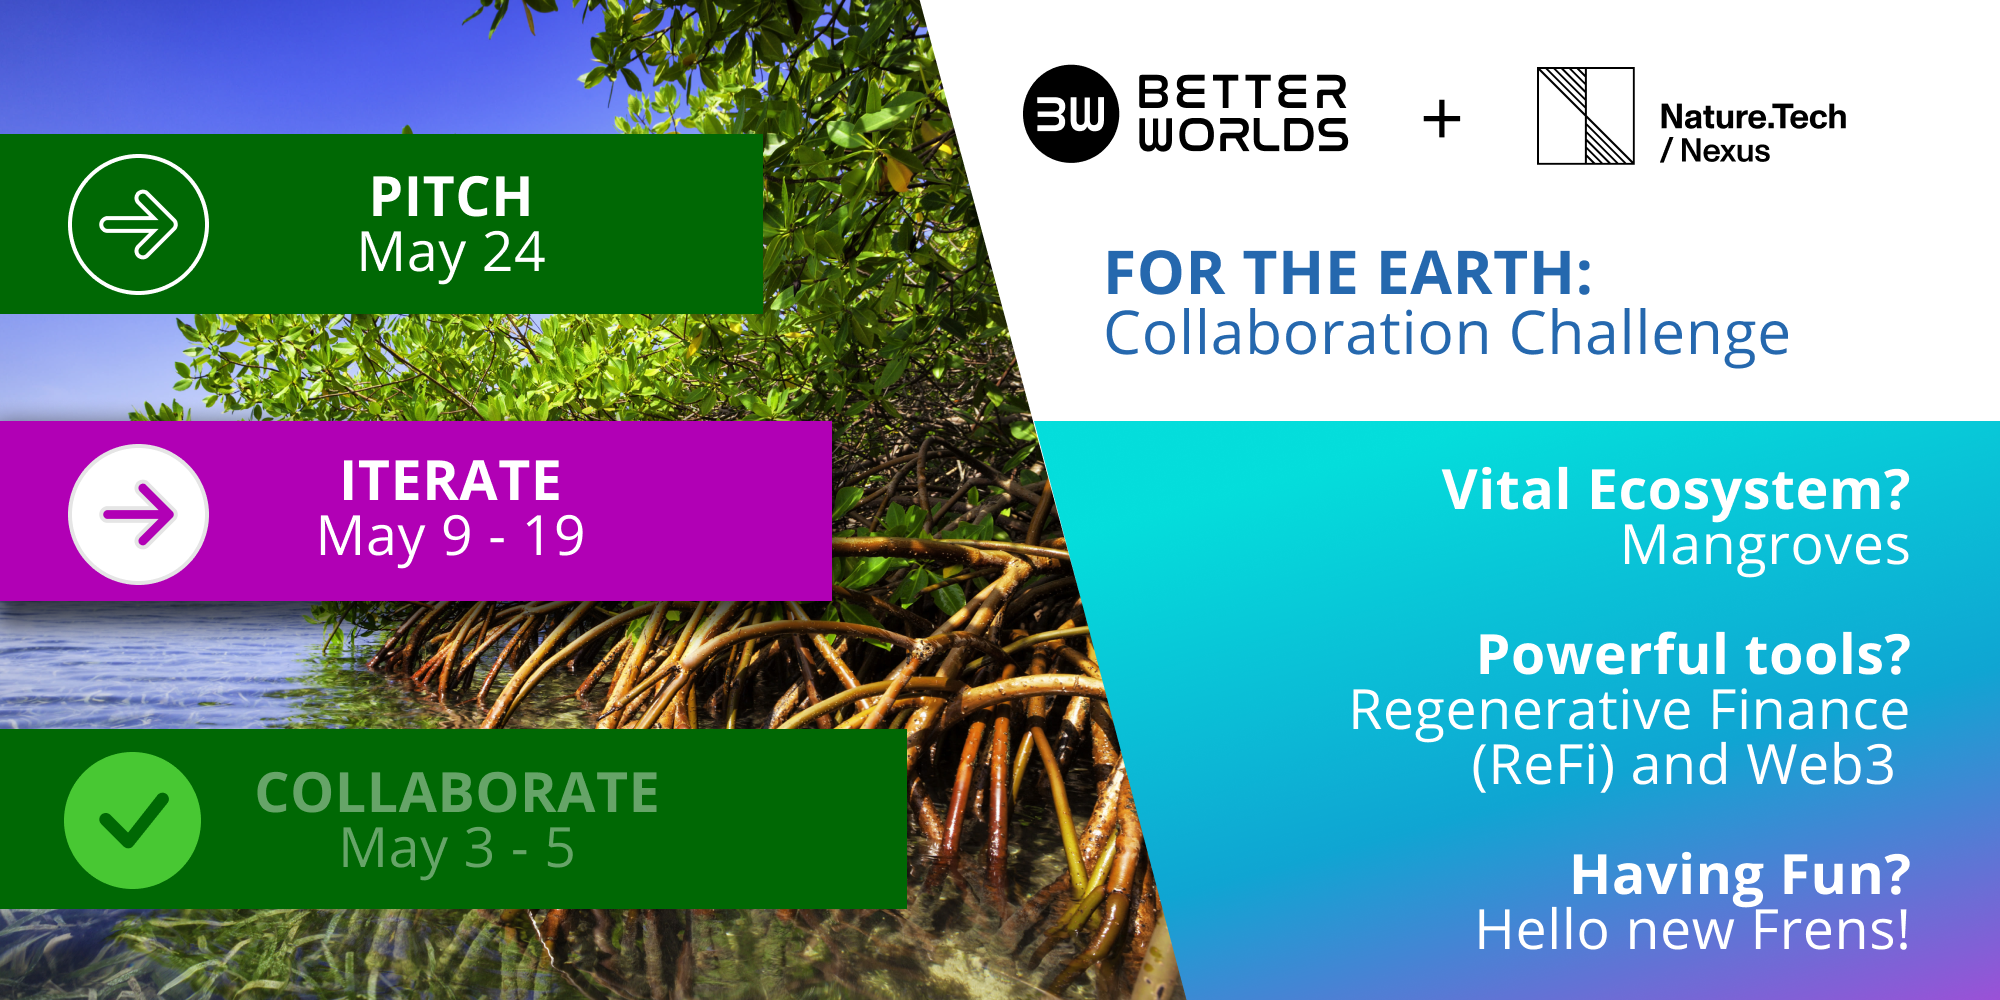 PITCH
May 24
ITERATE
May 9 - 19
COLLABORATE
May 3 - 5
BW
BETTER
WORLDS
+
Nature.Tech
/ Nexus
FOR THE EARTH:
Collaboration Challenge
Vital Ecosystem?
Mangroves
Powerful tools?
Regenerative Finance
(ReFi) and Web3
Having Fun?
Hello new Frens!